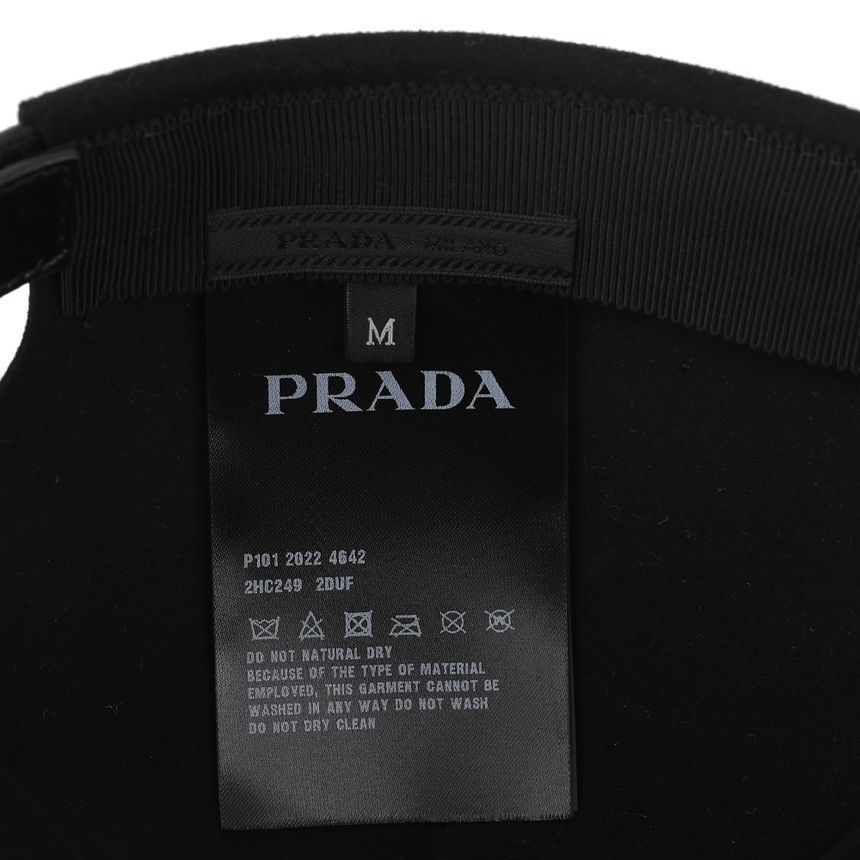 PRADA MILANO
M
PRADA
P101 2022 4642
2HC249 2DUF
DO NOT NATURAL DRY
BECAUSE OF THE TYPE OF MATERIAL
EMPLOYED, THIS GARMENT CANNOT BE
WASHED IN ANY WAY DO NOT WASH
DO NOT DRY CLEAN